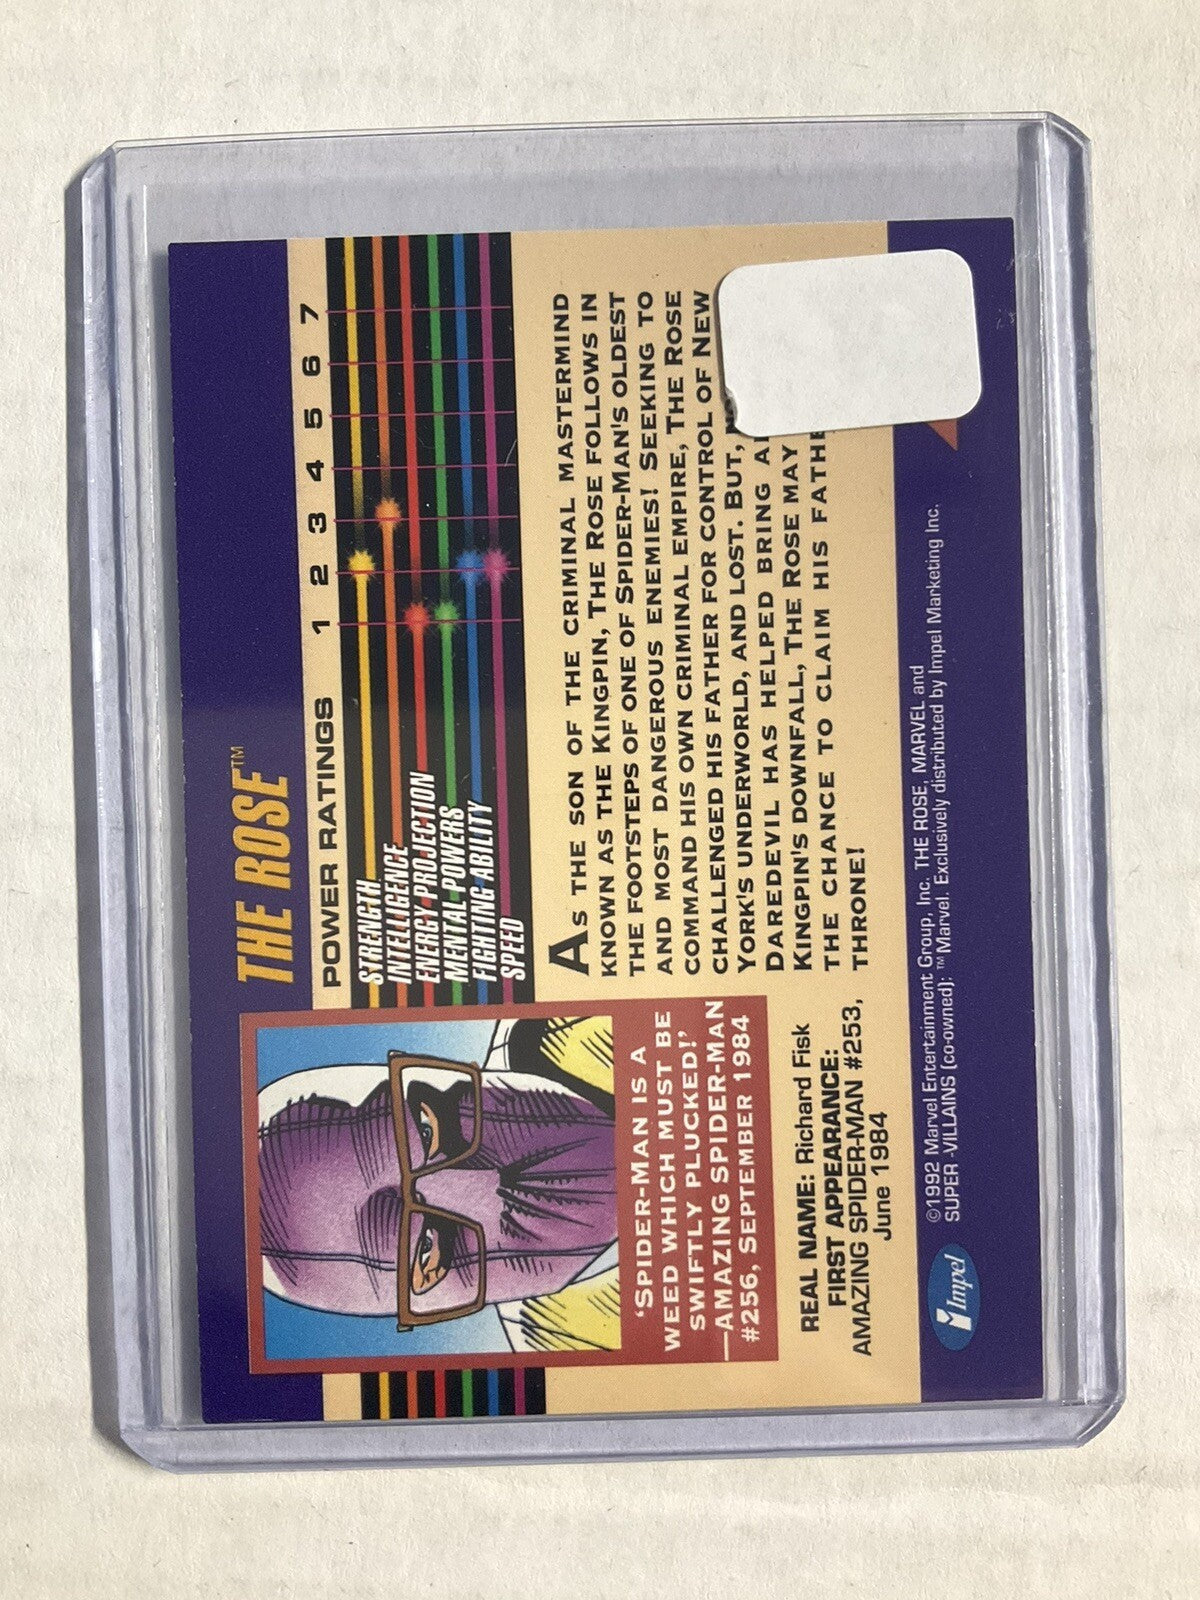 THE ROSE™
POWER RATINGS 1 2 3 4 5 6 7
STRENGTH
INTELLIGENCE
ENERGY PROJECTION
MENTAL POWERS
FIGHTING ABILITY
SPEED
'SPIDER-MAN IS A
WEED WHICH MUST BE
SWIFTLY PLUCKED!'
—AMAZING SPIDER-MAN
#256, SEPTEMBER 1984
REAL NAME: Richard Fisk
FIRST APPEARANCE:
AMAZING SPIDER-MAN #253,
June 1984
AS THE SON OF THE CRIMINAL MASTERMIND
KNOWN AS THE KINGPIN, THE ROSE FOLLOWS IN
THE FOOTSTEPS OF ONE OF SPIDER-MAN'S OLDEST
AND MOST DANGEROUS ENEMIES! SEEKING TO
COMMAND HIS OWN CRIMINAL EMPIRE, THE ROSE
CHALLENGED HIS FATHER FOR CONTROL OF NEW
YORK'S UNDERWORLD, AND LOST. BUT,
DAREDEVIL HAS HELPED BRING
KINGPIN'S DOWNFALL, THE ROSE MAY
THE CHANCE TO CLAIM HIS
THRONE!
Impel
©1992 Marvel Entertainment Group, Inc. THE ROSE, MARVEL and
SUPER -VILLAINS (co-owned): ™ Marvel. Exclusively distributed by Impel Marketing Inc.